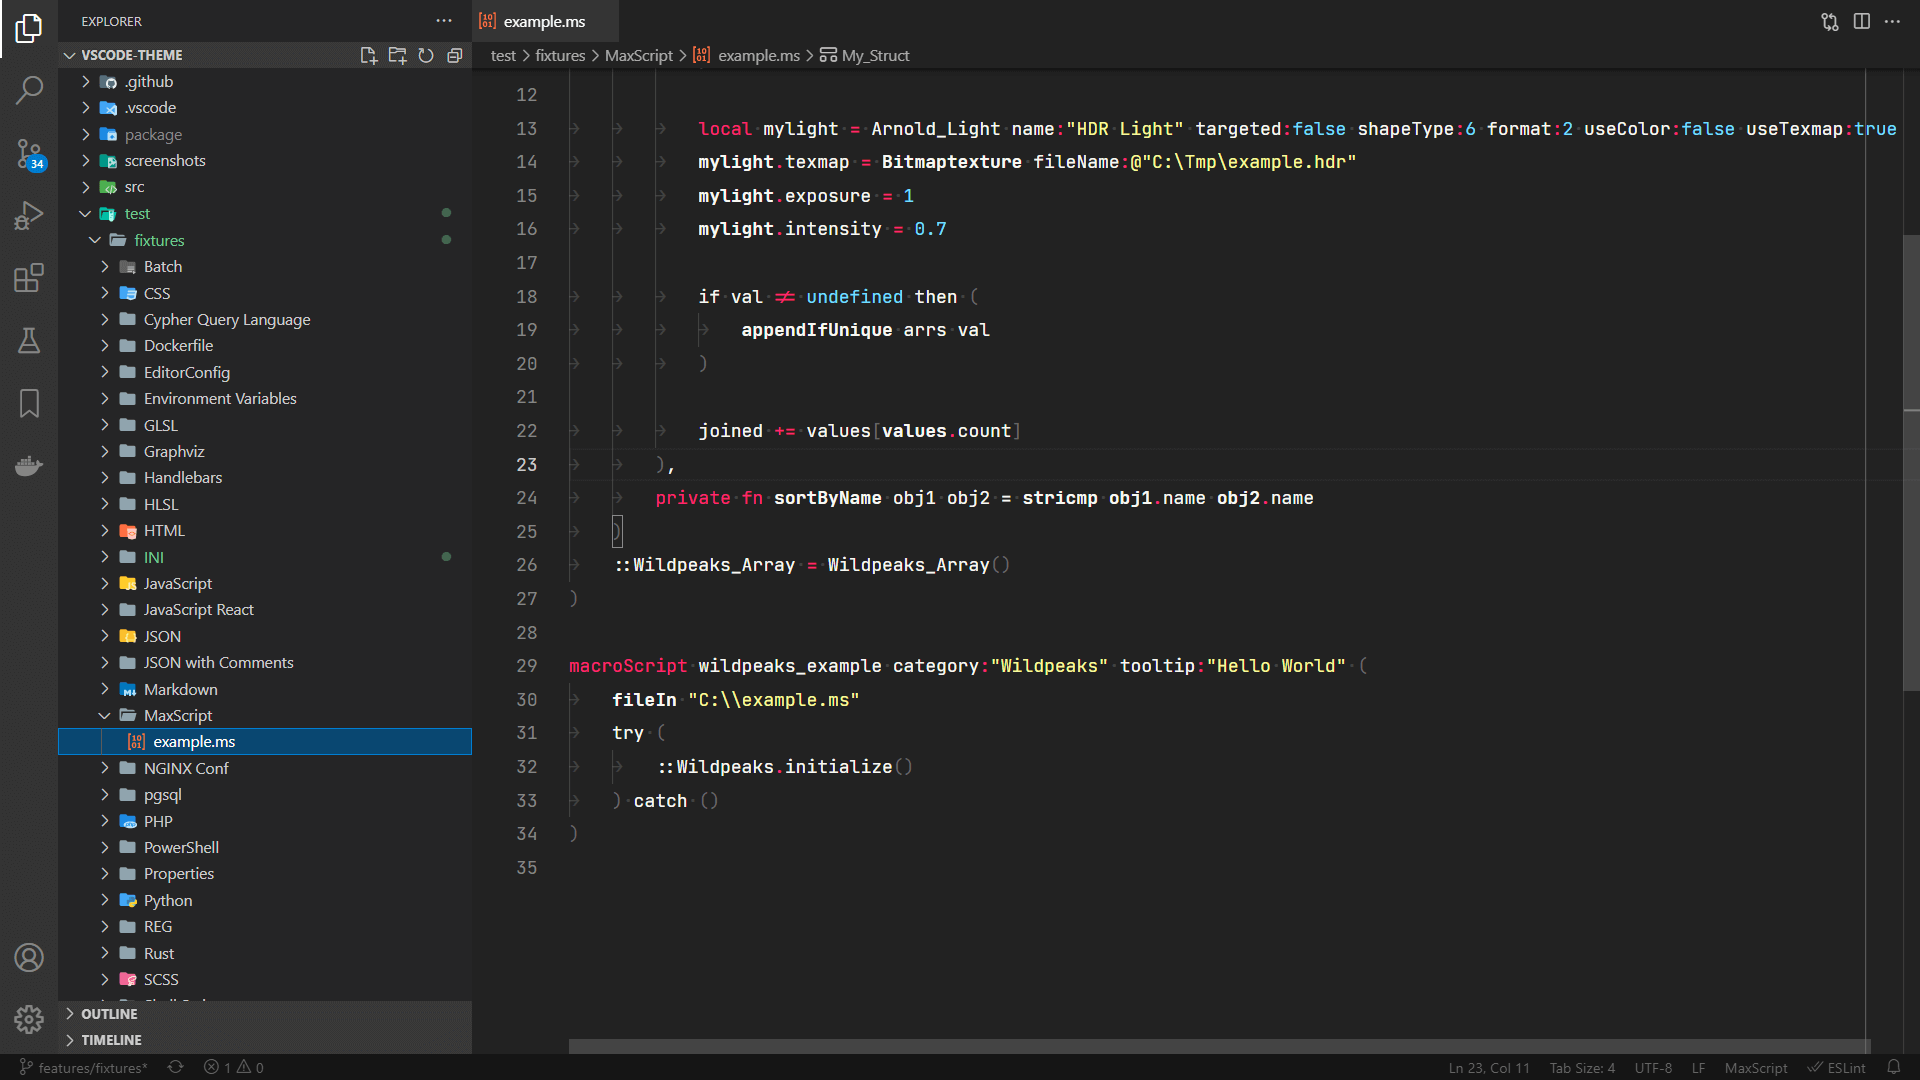 EXPLORER
VSCODE-THEME
.github
.vscode
package
screenshots
src
test
fixtures
Batch
CSS
Cypher Query Language
Dockerfile
EditorConfig
Environment Variables
GLSL
Graphviz
Handlebars
HLSL
HTML
INI
JavaScript
JavaScript React
JSON
JSON with Comments
Markdown
MaxScript
example.ms
NGINX Conf
pgsql
PHP
PowerShell
Properties
Python
REG
Rust
SCSS
OUTLINE
TIMELINE
34
example.ms
test > fixtures > MaxScript > example.ms > My_Struct
12
13 local mylight = Arnold_Light name:"HDR Light" targeted:false shapeType:6 format:2 useColor:false useTexmap:true
14 mylight.texmap = Bitmaptexture fileName:@"C:\Tmp\example.hdr"
15 mylight.exposure = 1
16 mylight.intensity = 0.7
17
18 if val != undefined then (
19 appendIfUnique arrs val
20 )
21
22 joined += values[values.count]
23 ),
24 private fn sortByName obj1 obj2 = stricmp obj1.name obj2.name
25 )
26 ::Wildpeaks_Array = Wildpeaks_Array()
27 )
28
29 macroScript wildpeaks_example category:"Wildpeaks" tooltip:"Hello World" (
30 fileIn "C:\\example.ms"
31 try (
32 ::Wildpeaks.initialize()
33 ) catch ()
34 )
35
features/fixtures* 1 0 Ln 23, Col 11 Tab Size: 4 UTF-8 LF MaxScript ESLint